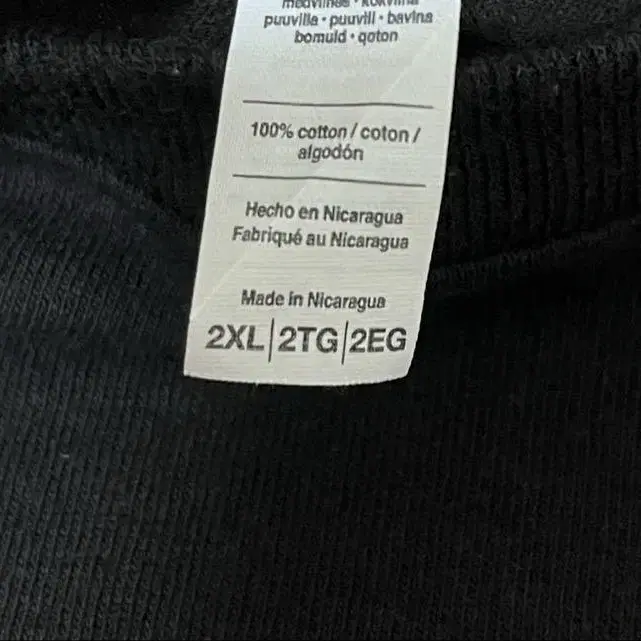 puuvilla • puuvill • bavina
bomuld • qoton
100% cotton / coton /
algodón
Hecho en Nicaragua
Fabriqué au Nicaragua
Made in Nicaragua
2XL|2TG|2EG